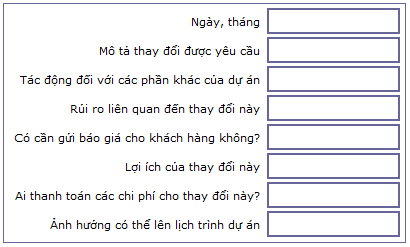 Ngày, tháng
Mô tả thay đổi được yêu cầu
Tác động đối với các phần khác của dự án
Rủi ro liên quan đến thay đổi này
Có cần gửi báo giá cho khách hàng không?
Lợi ích của thay đổi này
Ai thanh toán các chi phí cho thay đổi này?
Ảnh hưởng có thể lên lịch trình dự án